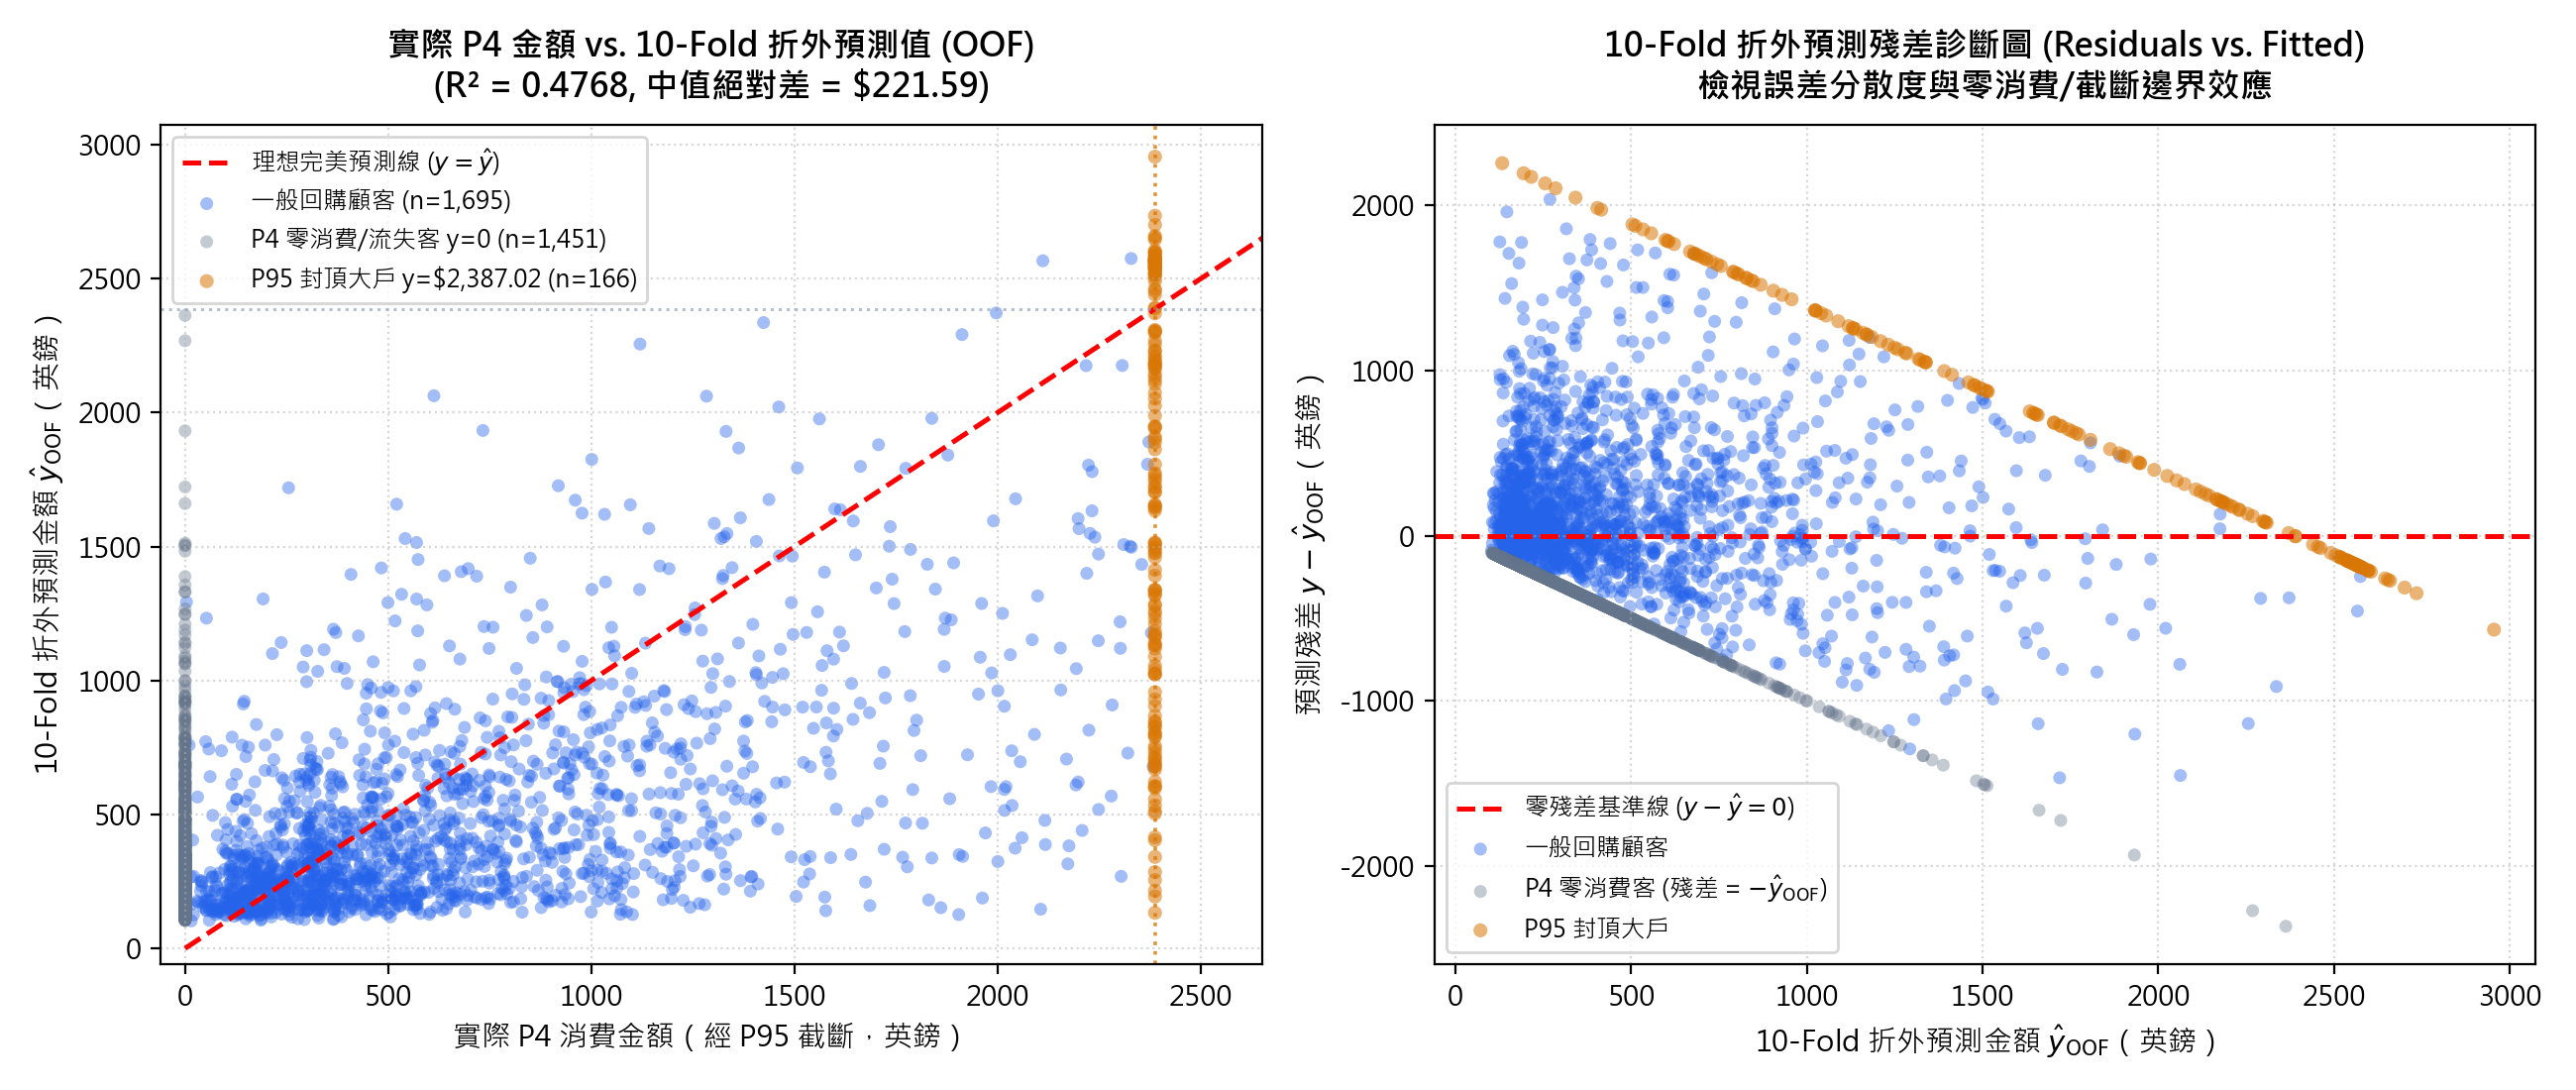 實際 P4 金額 vs. 10-Fold 折外預測值 (OOF)
(R² = 0.4768, 中值絕對差 = $221.59)
3000
2500
2000
1500
1000
500
0
10-Fold 折外預測金額 ŷOOF ( 英鎊 )
理想完美預測線 (y = ŷ)
一般回購顧客 (n=1,695)
P4 零消費/流失客 y=0 (n=1,451)
P95 封頂大戶 y=$2,387.02 (n=166)
0
500
1000
1500
2000
2500
實際 P4 消費金額 ( 經 P95 截斷，英鎊 )
10-Fold 折外預測殘差診斷圖 (Residuals vs. Fitted)
檢視誤差分散度與零消費/截斷邊界效應
2000
1000
0
-1000
-2000
預測殘差 y − ŷOOF ( 英鎊 )
零殘差基準線 (y − ŷ = 0)
一般回購顧客
P4 零消費客 (殘差 = −ŷOOF)
P95 封頂大戶
0
500
1000
1500
2000
2500
3000
10-Fold 折外預測金額 ŷOOF ( 英鎊 )